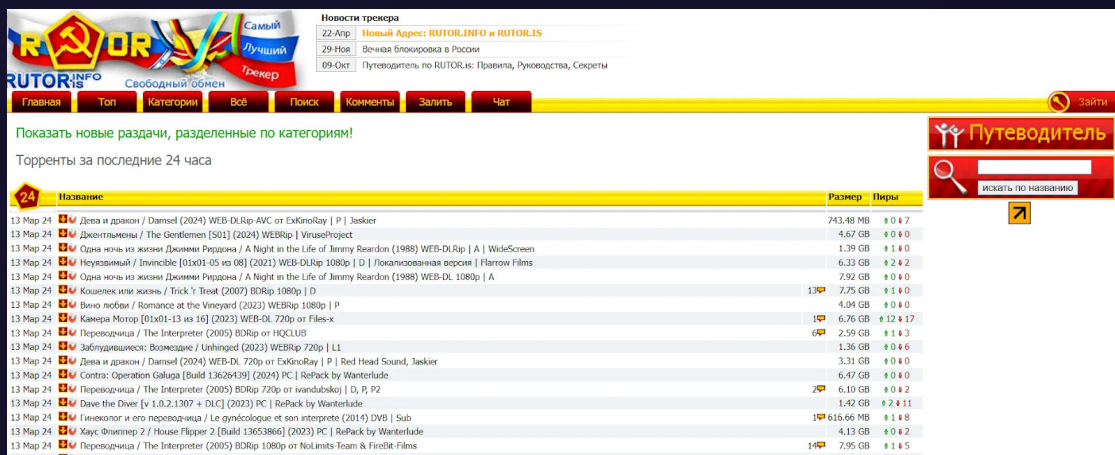 RUTOR
Самый
Лучший
Трекер
RUTOR.INFO
is
Свободный обмен
Новости трекера
22-Апр Новый Адрес: RUTOR.INFO и RUTOR.IS
29-Ноя Вечная блокировка в России
09-Окт Путеводитель по RUTOR.is: Правила, Руководства, Секреты
Главная Топ Категории Всё Поиск Комменты Залить Чат Зайти
Показать новые раздачи, разделенные по категориям!
Путеводитель
Торренты за последние 24 часа
искать по названию
24 Название Размер Пиры
13 Мар 24 Дева и дракон / Damsel (2024) WEB-DLRip-AVC от ExKinoRay | P | Jaskier 743.48 MB 0 7
13 Мар 24 Джентльмены / The Gentlemen [S01] (2024) WEBRip | ViruseProject 4.67 GB 0 0
13 Мар 24 Одна ночь из жизни Джимми Рирдона / A Night in the Life of Jimmy Reardon (1988) WEB-DLRip | A | WideScreen 1.39 GB 1 0
13 Мар 24 Неуязвимый / Invincible [01x01-05 из 08] (2021) WEB-DLRip 1080p | D | Локализованная версия | Flarrow Films 6.33 GB 2 2
13 Мар 24 Одна ночь из жизни Джимми Рирдона / A Night in the Life of Jimmy Reardon (1988) WEB-DL 1080p | A 7.92 GB 0 0
13 Мар 24 Кошелек или жизнь / Trick 'r Treat (2007) BDRip 1080p | D 13 7.75 GB 1 0
13 Мар 24 Вино любви / Romance at the Vineyard (2023) WEBRip 1080p | P 4.04 GB 0 0
13 Мар 24 Камера Мотор [01x01-13 из 16] (2023) WEB-DL 720p от Files-x 1 6.76 GB 12 17
13 Мар 24 Переводчица / The Interpreter (2005) BDRip от HQCLUB 6 2.59 GB 1 3
13 Мар 24 Заблудившиеся: Возмездие / Unhinged (2023) WEBRip 720p | L1 1.36 GB 0 6
13 Мар 24 Дева и дракон / Damsel (2024) WEB-DL 720p от ExKinoRay | P | Red Head Sound, Jaskier 3.31 GB 0 0
13 Мар 24 Contra: Operation Galuga [Build 13626439] (2024) PC | RePack by Wanterlude 6.47 GB 0 0
13 Мар 24 Переводчица / The Interpreter (2005) BDRip 720p от ivandubskoj | D, P, P2 2 6.10 GB 0 2
13 Мар 24 Dave the Diver [v 1.0.2.1307 + DLC] (2023) PC | RePack by Wanterlude 1.42 GB 2 11
13 Мар 24 Гинеколог и его переводчица / Le gynécologue et son interprete (2014) DVB | Sub 1 616.66 MB 1 8
13 Мар 24 Хаус Флиппер 2 / House Flipper 2 [Build 13653866] (2023) PC | RePack by Wanterlude 4.13 GB 0 2
13 Мар 24 Переводчица / The Interpreter (2005) BDRip 1080p от NoLimits-Team & FireBit-Films 14 7.95 GB 1 5